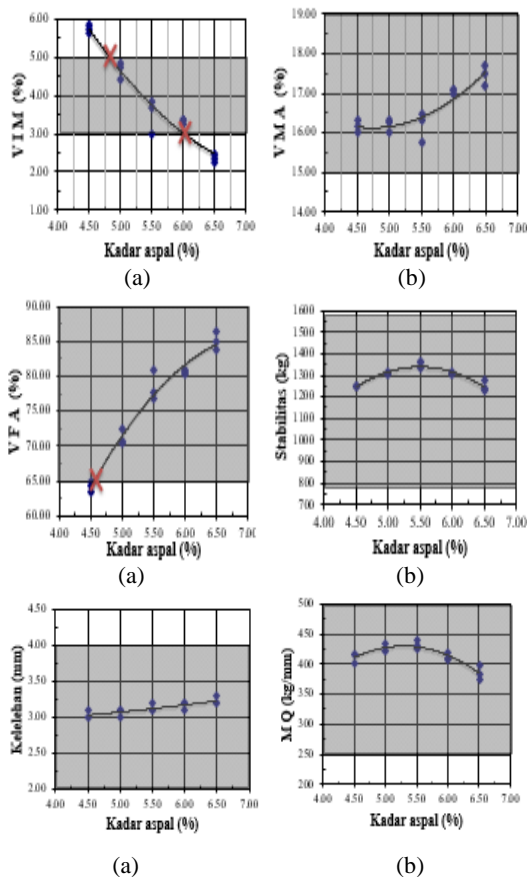 V I M (%)
6.00
5.00
4.00
3.00
2.00
1.00
4.00 4.50 5.00 5.50 6.00 6.50 7.00
Kadar aspal (%)
(a)
V M A (%)
19.00
18.00
17.00
16.00
15.00
14.00
4.00 4.50 5.00 5.50 6.00 6.50 7.00
Kadar aspal (%)
(b)
V F A (%)
90.00
85.00
80.00
75.00
70.00
65.00
60.00
4.00 4.50 5.00 5.50 6.00 6.50 7.00
Kadar aspal (%)
(a)
Stabilitas (kg)
1600
1500
1400
1300
1200
1100
1000
900
800
700
4.00 4.50 5.00 5.50 6.00 6.50 7.00
Kadar aspal (%)
(b)
Kelelehan (mm)
4.50
4.00
3.50
3.00
2.50
2.00
4.00 4.50 5.00 5.50 6.00 6.50 7.00
Kadar aspal (%)
(a)
M Q (kg/mm)
500
450
400
350
300
250
200
4.00 4.50 5.00 5.50 6.00 6.50 7.00
Kadar aspal (%)
(b)